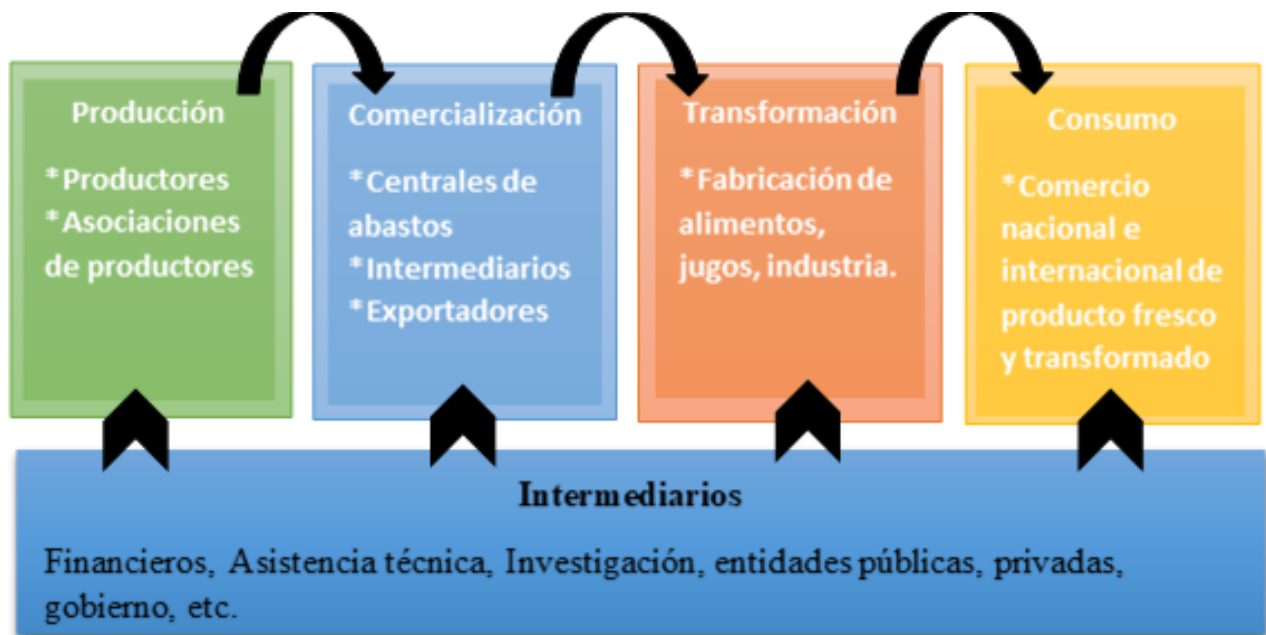 Producción
*Productores
*Asociaciones
de productores
Comercialización
*Centrales de
abastos
*Intermediarios
*Exportadores
Transformación
*Fabricación de
alimentos,
jugos, industria.
Consumo
*Comercio
nacional e
internacional de
producto fresco
y transformado
Intermediarios
Financieros, Asistencia técnica, Investigación, entidades públicas, privadas,
gobierno, etc.